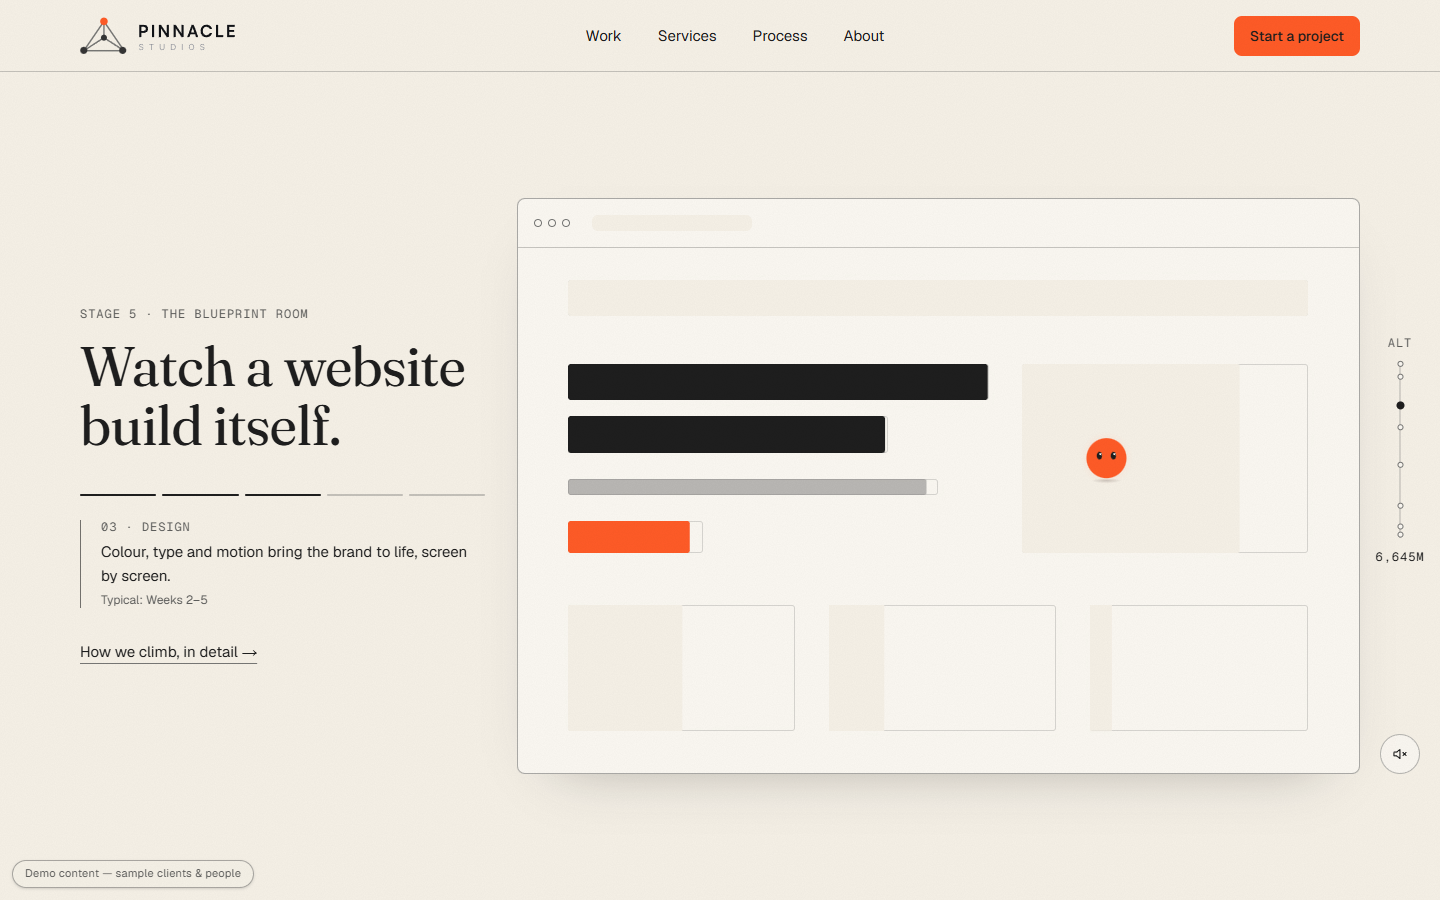 PINNACLE
STUDIOS
Work
Services
Process
About
Start a project
STAGE 5 · THE BLUEPRINT ROOM
Watch a website
build itself.
03 · DESIGN
Colour, type and motion bring the brand to life, screen
by screen.
Typical: Weeks 2–5
How we climb, in detail →
ALT
6,645M
Demo content — sample clients & people